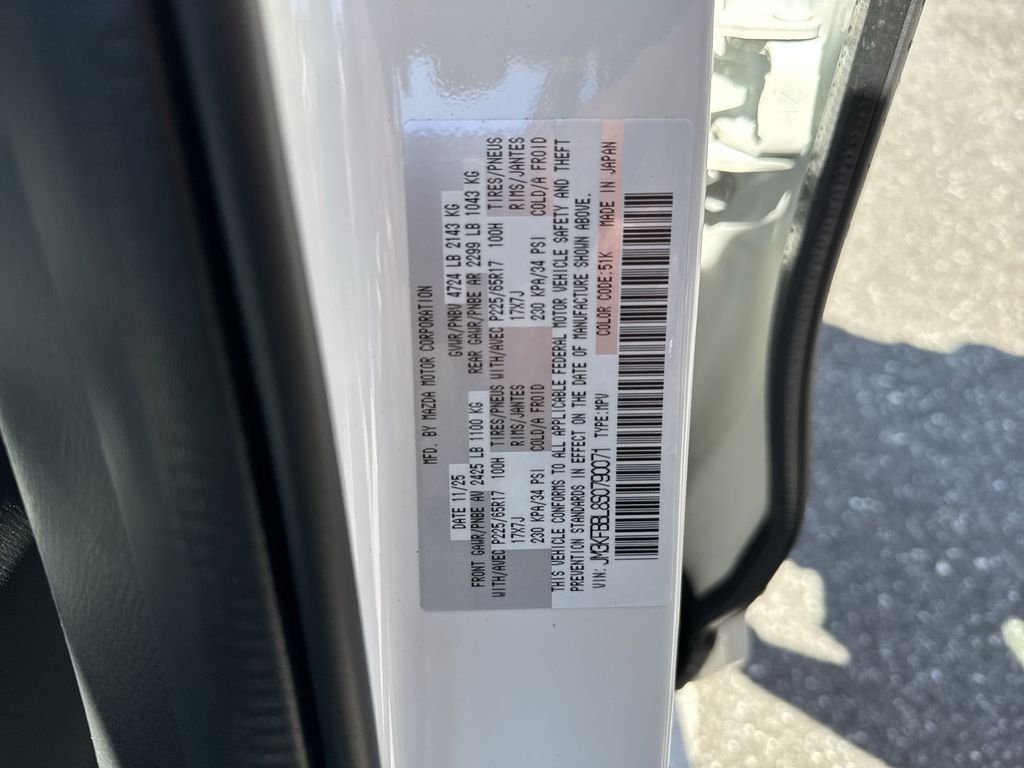 MFD. BY MAZDA MOTOR CORPORATION
DATE 11/25 GVWR/PNBV 4724 LB 2143 KG
FRONT GAWR/PNBE AV 2425 LB 1100 KG REAR GAWR/PNBE AR 2299 LB 1043 KG
WITH/AVEC P225/65R17 100H TIRES/PNEUS WITH/AVEC P225/65R17 100H TIRES/PNEUS
17X7J RIMS/JANTES 17X7J RIMS/JANTES
230 KPA/34 PSI COLD/A FROID 230 KPA/34 PSI COLD/A FROID
THIS VEHICLE CONFORMS TO ALL APPLICABLE FEDERAL MOTOR VEHICLE SAFETY AND THEFT
PREVENTION STANDARDS IN EFFECT ON THE DATE OF MANUFACTURE SHOWN ABOVE.
VIN: JM3KFBBL8S0790071 TYPE:MPV COLOR CODE:51K MADE IN JAPAN